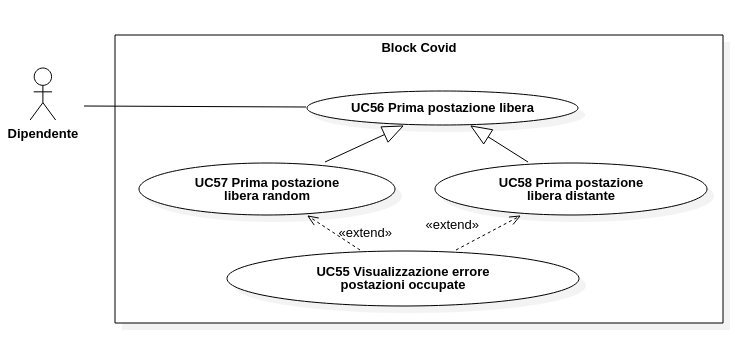 Block Covid
Dipendente
UC56 Prima postazione libera
UC57 Prima postazione
libera random
UC58 Prima postazione
libera distante
«extend»
«extend»
UC55 Visualizzazione errore
postazioni occupate